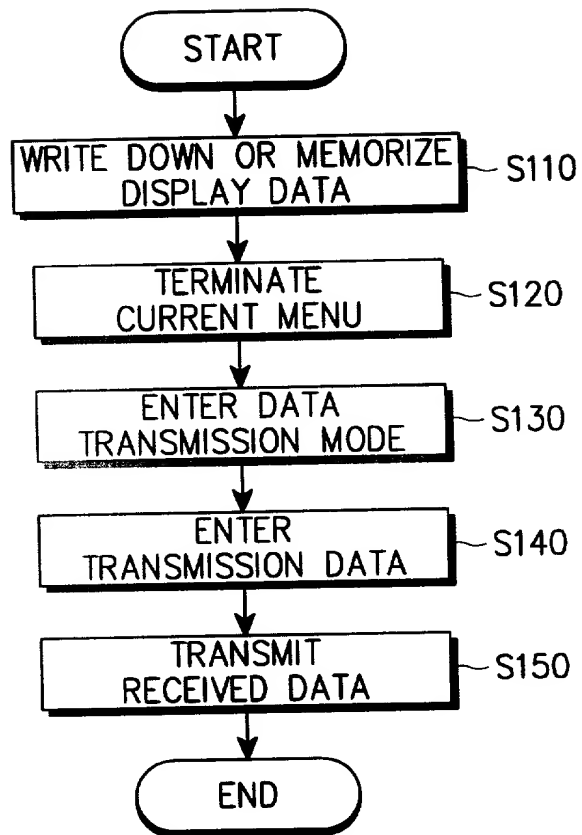 START
WRITE DOWN OR MEMORIZE
DISPLAY DATA
S110
TERMINATE
CURRENT MENU
S120
ENTER DATA
TRANSMISSION MODE
S130
ENTER
TRANSMISSION DATA
S140
TRANSMIT
RECEIVED DATA
S150
END